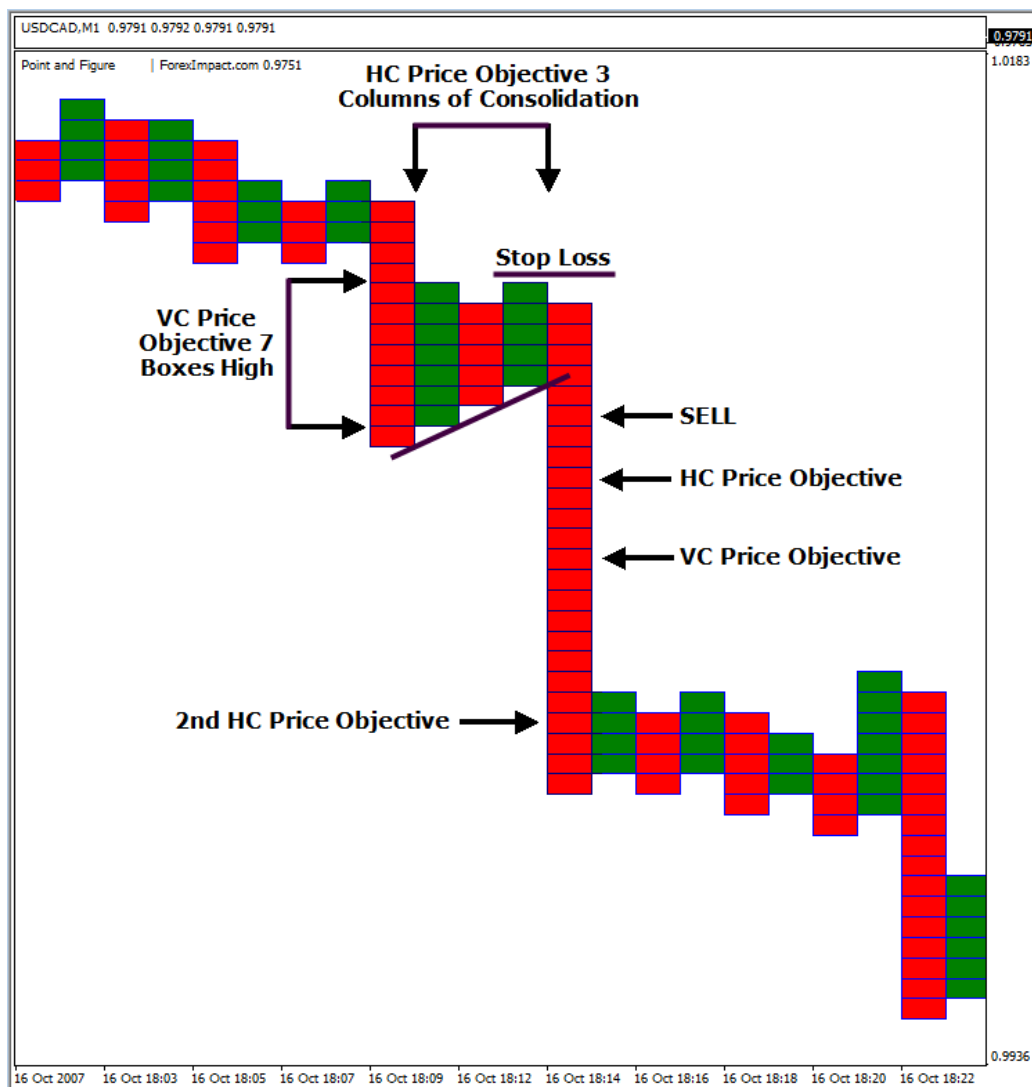 USDCAD,M1 0.9791 0.9792 0.9791 0.9791
0.9791
Point and Figure | ForexImpact.com 0.9751
1.0183
HC Price Objective 3
Columns of Consolidation
Stop Loss
VC Price
Objective 7
Boxes High
SELL
HC Price Objective
VC Price Objective
2nd HC Price Objective
0.9936
16 Oct 2007 16 Oct 18:03 16 Oct 18:05 16 Oct 18:07 16 Oct 18:09 16 Oct 18:12 16 Oct 18:14 16 Oct 18:16 16 Oct 18:18 16 Oct 18:20 16 Oct 18:22